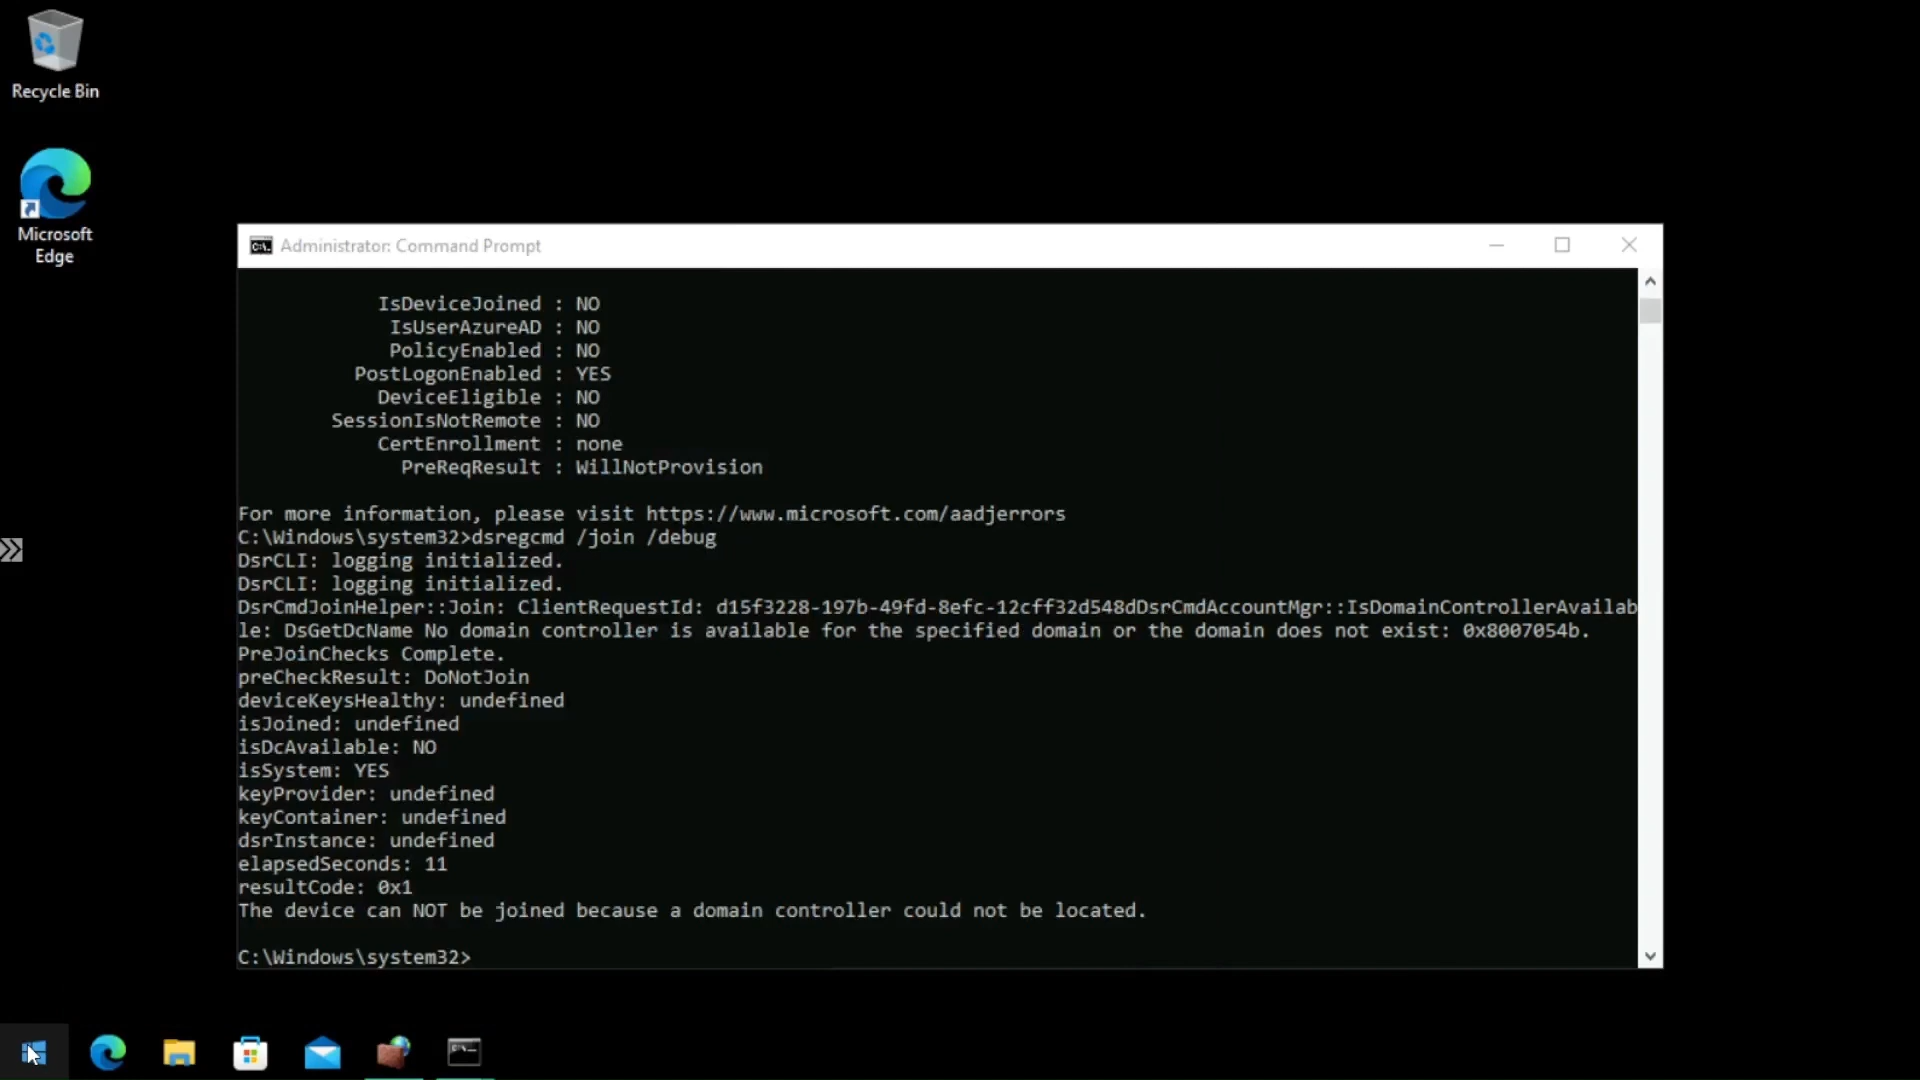 Recycle Bin
Microsoft
Edge
Administrator: Command Prompt
IsDeviceJoined : NO
IsUserAzureAD : NO
PolicyEnabled : NO
PostLogonEnabled : YES
DeviceEligible : NO
SessionIsNotRemote : NO
CertEnrollment : none
PreReqResult : WillNotProvision
For more information, please visit https://www.microsoft.com/aadjerrors
C:\Windows\system32>dsregcmd /join /debug
DsrCLI: logging initialized.
DsrCLI: logging initialized.
DsrCmdJoinHelper::Join: ClientRequestId: d15f3228-197b-49fd-8efc-12cff32d548dDsrCmdAccountMgr::IsDomainControllerAvailab
le: DsGetDcName No domain controller is available for the specified domain or the domain does not exist: 0x8007054b.
PreJoinChecks Complete.
preCheckResult: DoNotJoin
deviceKeysHealthy: undefined
isJoined: undefined
isDcAvailable: NO
isSystem: YES
keyProvider: undefined
keyContainer: undefined
dsrInstance: undefined
elapsedSeconds: 11
resultCode: 0x1
The device can NOT be joined because a domain controller could not be located.
C:\Windows\system32>